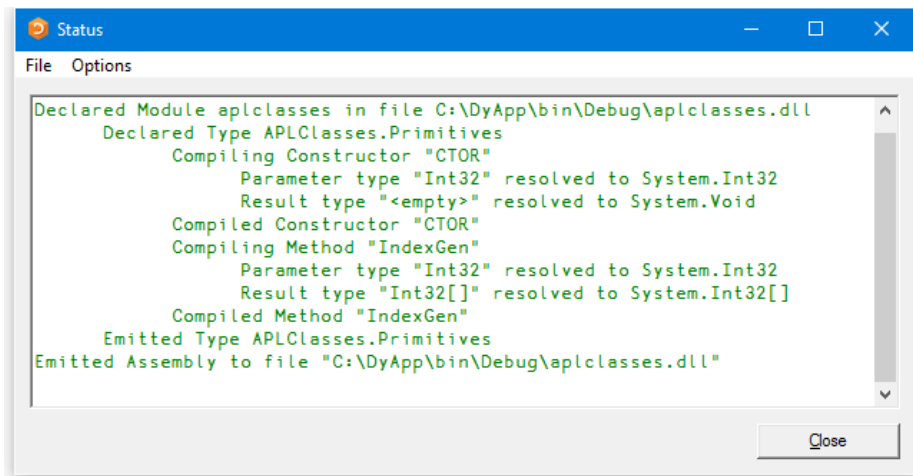 Status
File Options
Declared Module aplclasses in file C:\DyApp\bin\Debug\aplclasses.dll
Declared Type APLClasses.Primitives
Compiling Constructor "CTOR"
Parameter type "Int32" resolved to System.Int32
Result type "<empty>" resolved to System.Void
Compiled Constructor "CTOR"
Compiling Method "IndexGen"
Parameter type "Int32" resolved to System.Int32
Result type "Int32[]" resolved to System.Int32[]
Compiled Method "IndexGen"
Emitted Type APLClasses.Primitives
Emitted Assembly to file "C:\DyApp\bin\Debug\aplclasses.dll"
Close